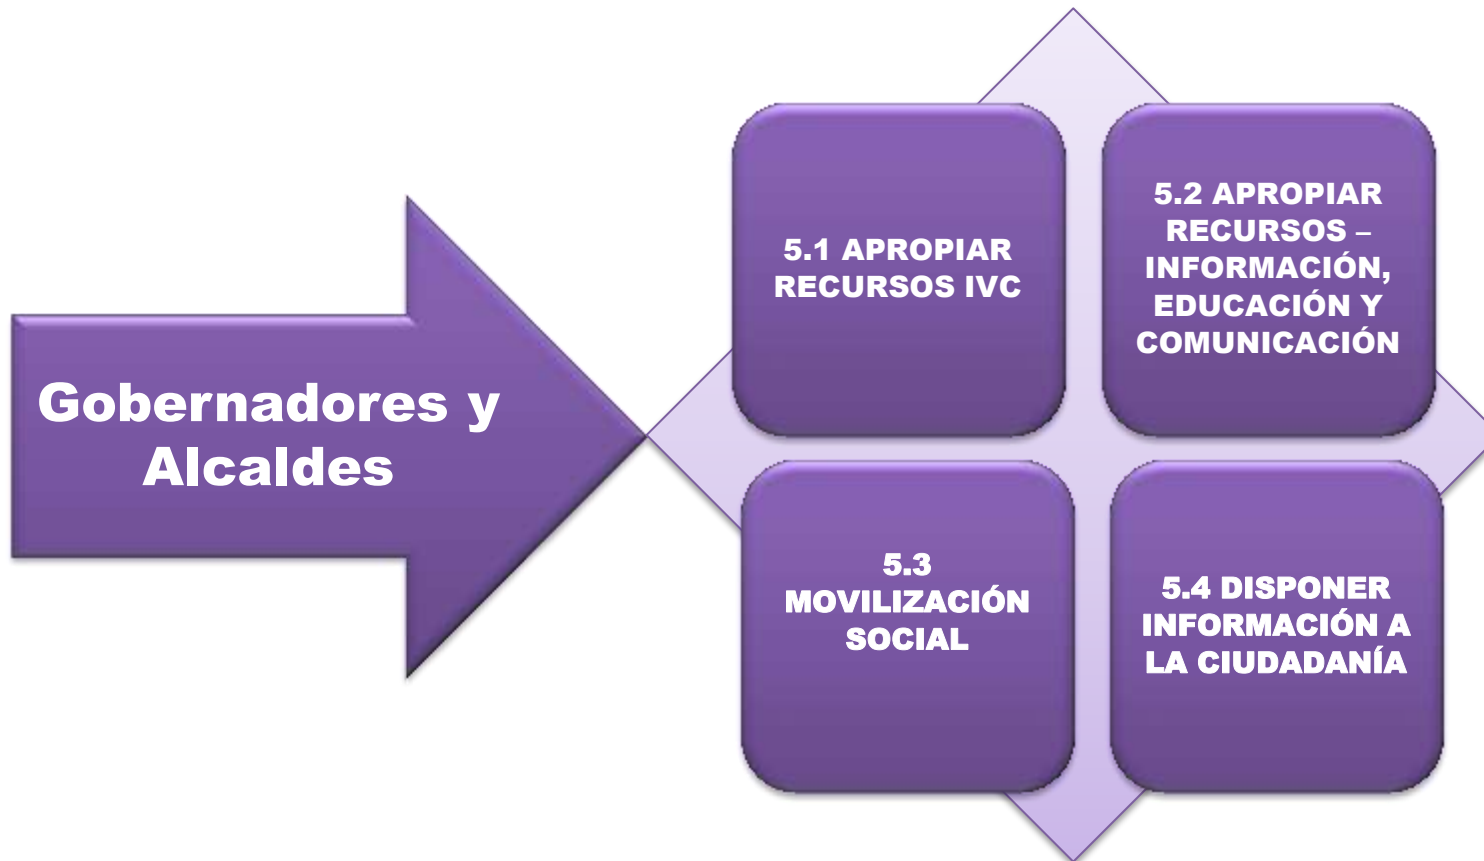 Gobernadores y
Alcaldes
5.1 APROPIAR
RECURSOS IVC
5.2 APROPIAR
RECURSOS –
INFORMACIÓN,
EDUCACIÓN Y
COMUNICACIÓN
5.3
MOVILIZACIÓN
SOCIAL
5.4 DISPONER
INFORMACIÓN A
LA CIUDADANÍA